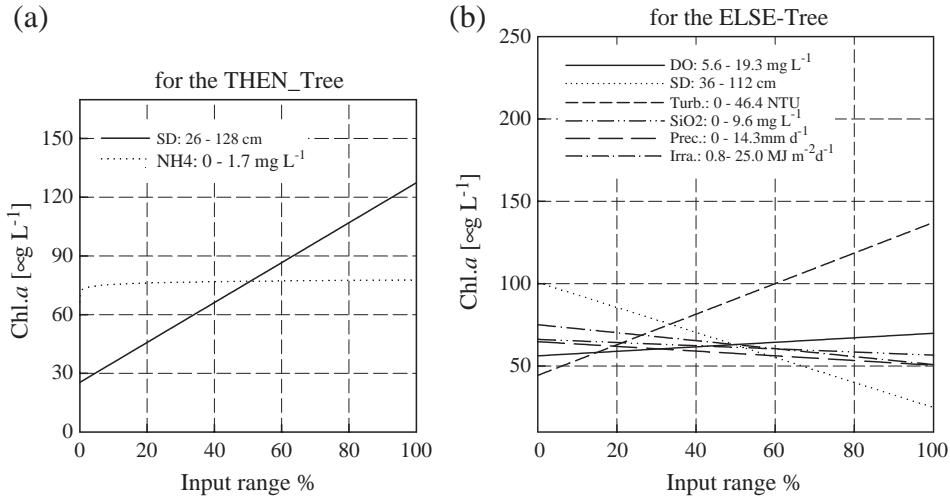 (a)
for the THEN_Tree
SD: 26 - 128 cm
NH4: 0 - 1.7 mg L-1
150
120
90
60
30
0
Chl.a [∝g L-1]
0 20 40 60 80 100
Input range %
(b)
for the ELSE-Tree
DO: 5.6 - 19.3 mg L-1
SD: 36 - 112 cm
Turb.: 0 - 46.4 NTU
SiO2: 0 - 9.6 mg L-1
Prec.: 0 - 14.3mm d-1
Irra.: 0.8- 25.0 MJ m-2d-1
250
200
150
100
50
Chl.a [∝g L-1]
0 20 40 60 80 100
Input range %